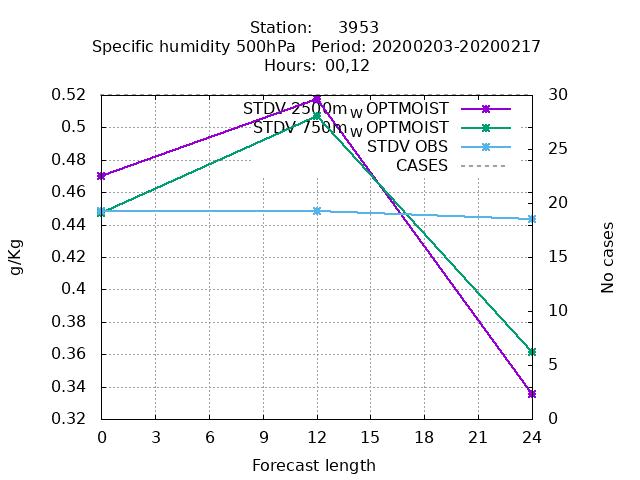 Station:     3953
Specific humidity 500hPa   Period: 20200203-20200217
Hours: 00,12
STDV 2500m_W OPTMOIST
STDV 750m_W OPTMOIST
STDV OBS
CASES
0.52
0.5
0.48
0.46
0.44
0.42
0.4
0.38
0.36
0.34
0.32
30
25
20
15
10
5
0
g/Kg
No cases
0 3 6 9 12 15 18 21 24
Forecast length